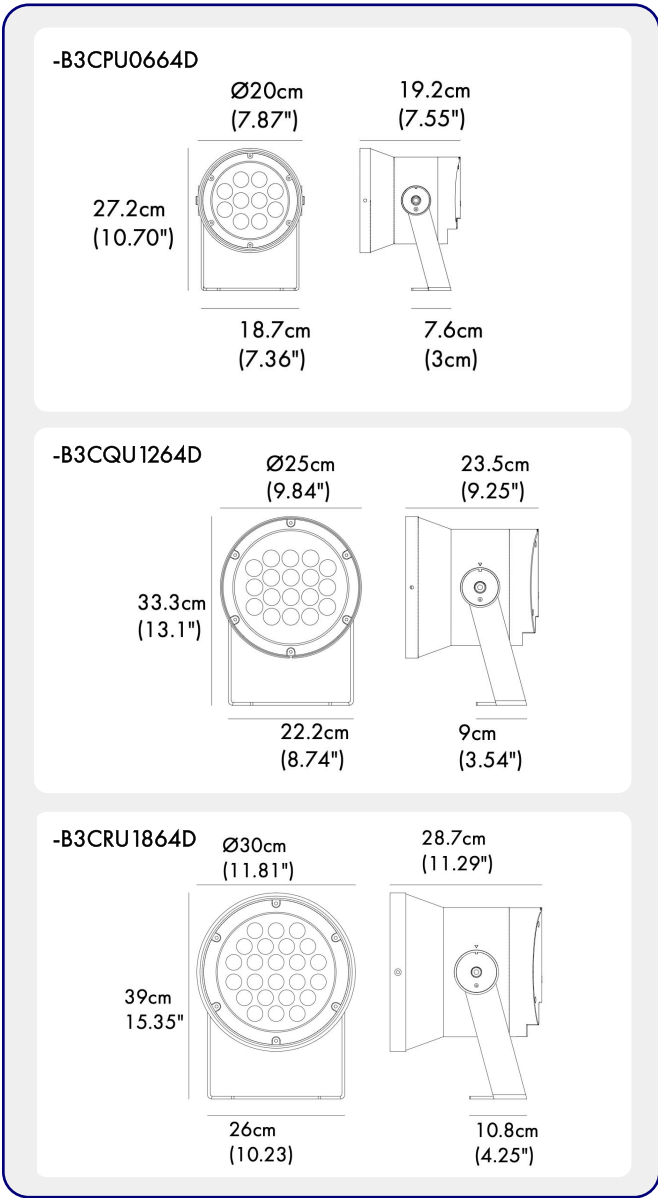 -B3CPU0664D
Ø20cm
(7.87")
19.2cm
(7.55")
27.2cm
(10.70")
18.7cm
(7.36")
7.6cm
(3cm)
-B3CQU1264D
Ø25cm
(9.84")
23.5cm
(9.25")
33.3cm
(13.1")
22.2cm
(8.74")
9cm
(3.54")
-B3CRU1864D
Ø30cm
(11.81")
28.7cm
(11.29")
39cm
15.35"
26cm
(10.23)
10.8cm
(4.25")